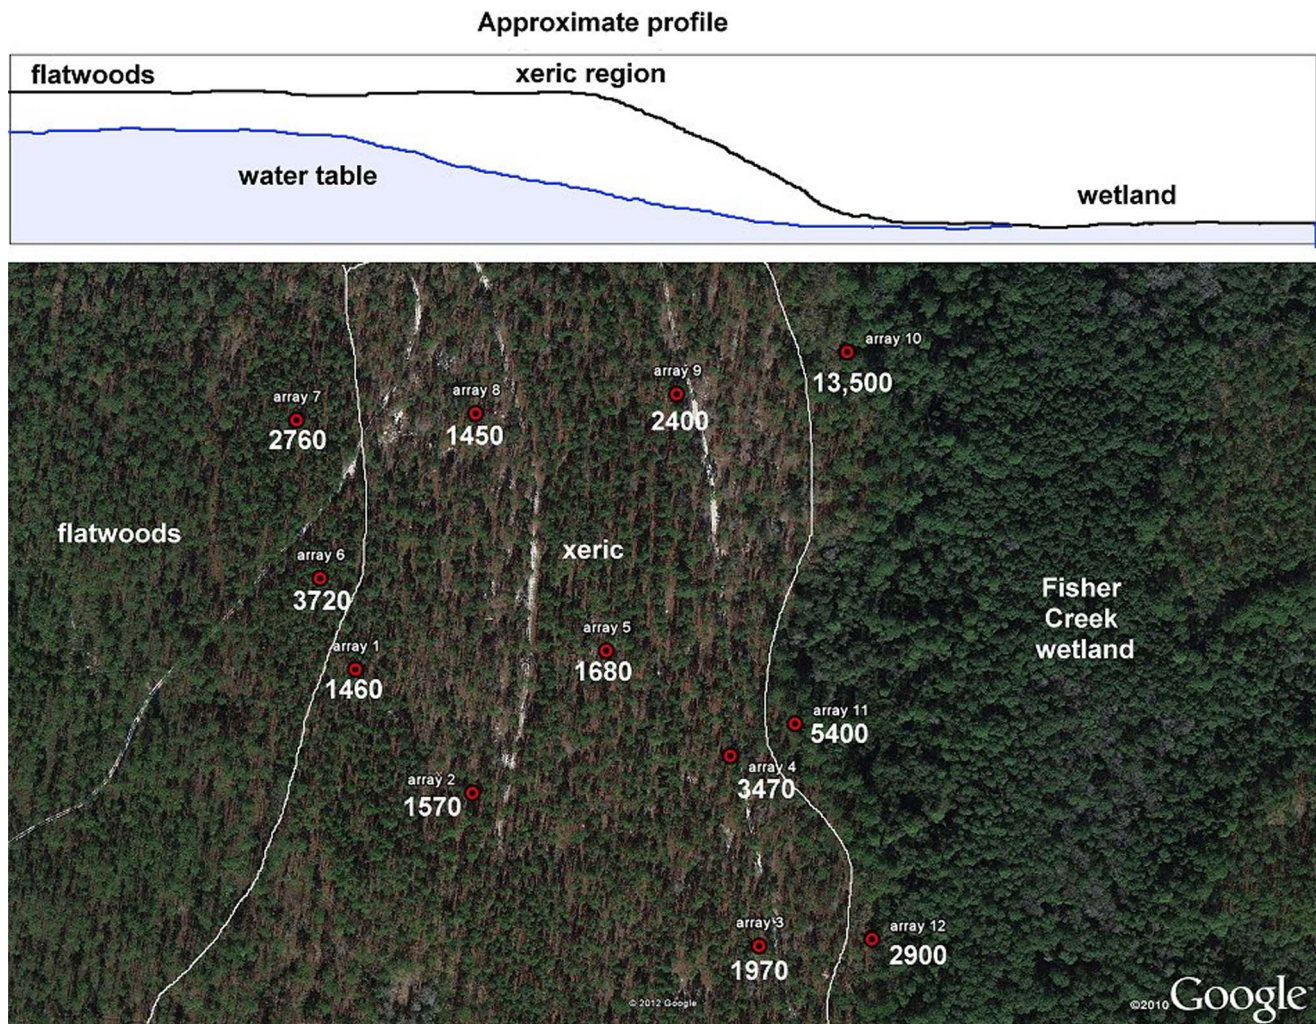 Approximate profile
flatwoods
xeric region
water table
wetland
array 10
13,500
array 9
2400
array 8
1450
array 7
2760
flatwoods
xeric
array 6
3720
Fisher
Creek
wetland
array 5
1680
array 1
1460
array 11
5400
array 4
3470
array 2
1570
array 3
1970
array 12
2900
© 2012 Google
©2010 Google